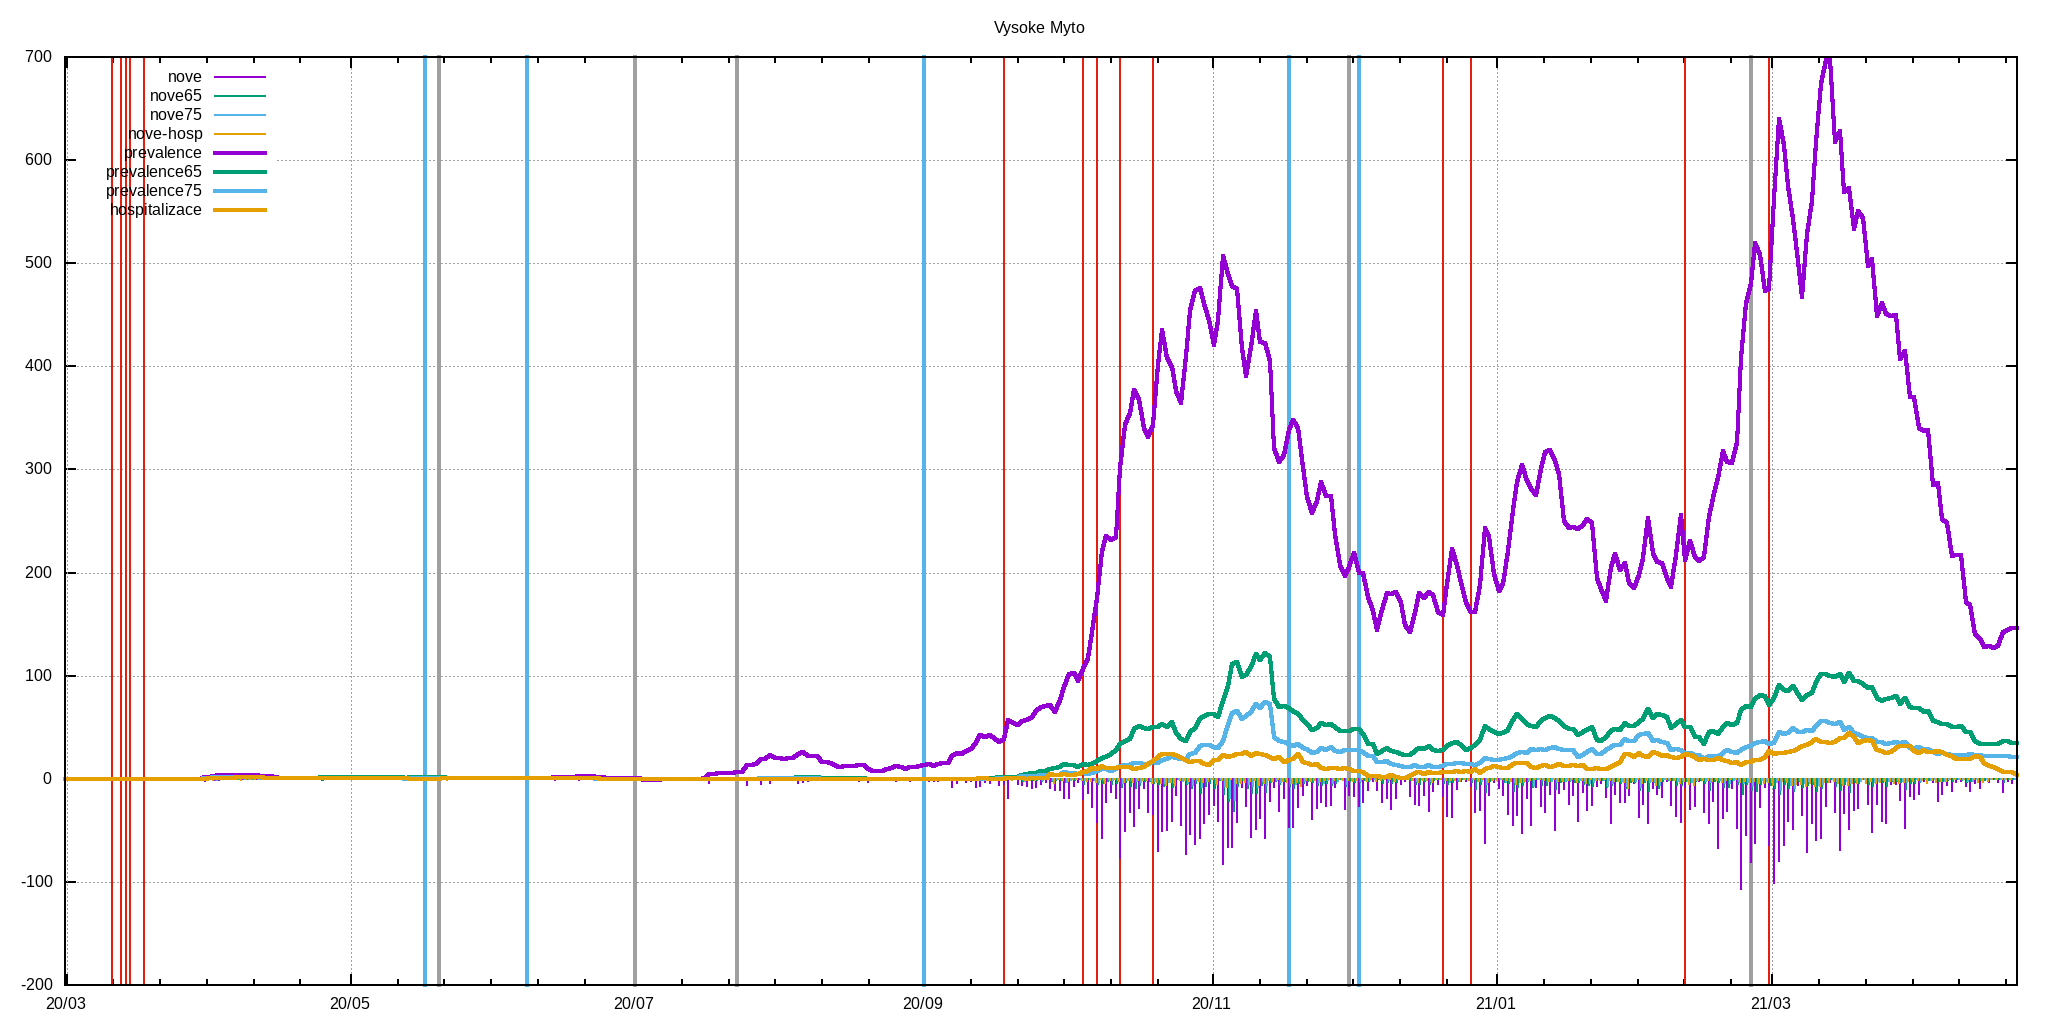 Vysoke Myto
700
600
500
400
300
200
100
0
-100
-200
nove
nove65
nove75
nove-hosp
prevalence
prevalence65
prevalence75
hospitalizace
20/03 20/05 20/07 20/09 20/11 21/01 21/03